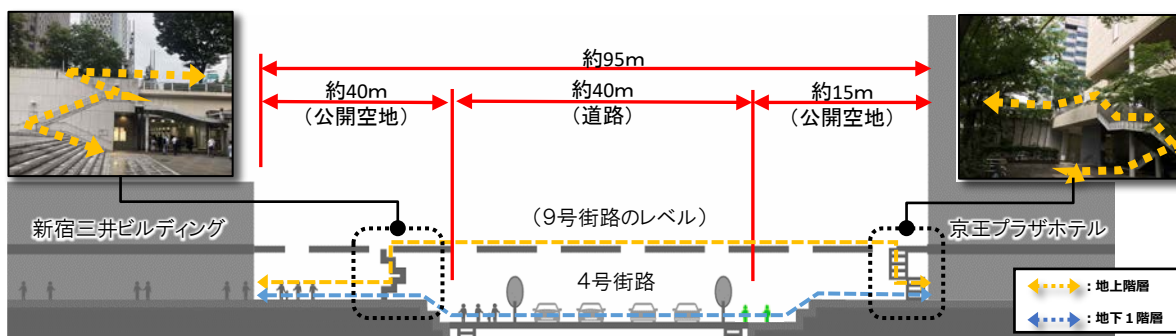 約95m
約40m
(公開空地)
約40m
(道路)
約15m
(公開空地)
新宿三井ビルディング
(9号街路のレベル)
京王プラザホテル
4号街路
:地上階層
:地下1階層